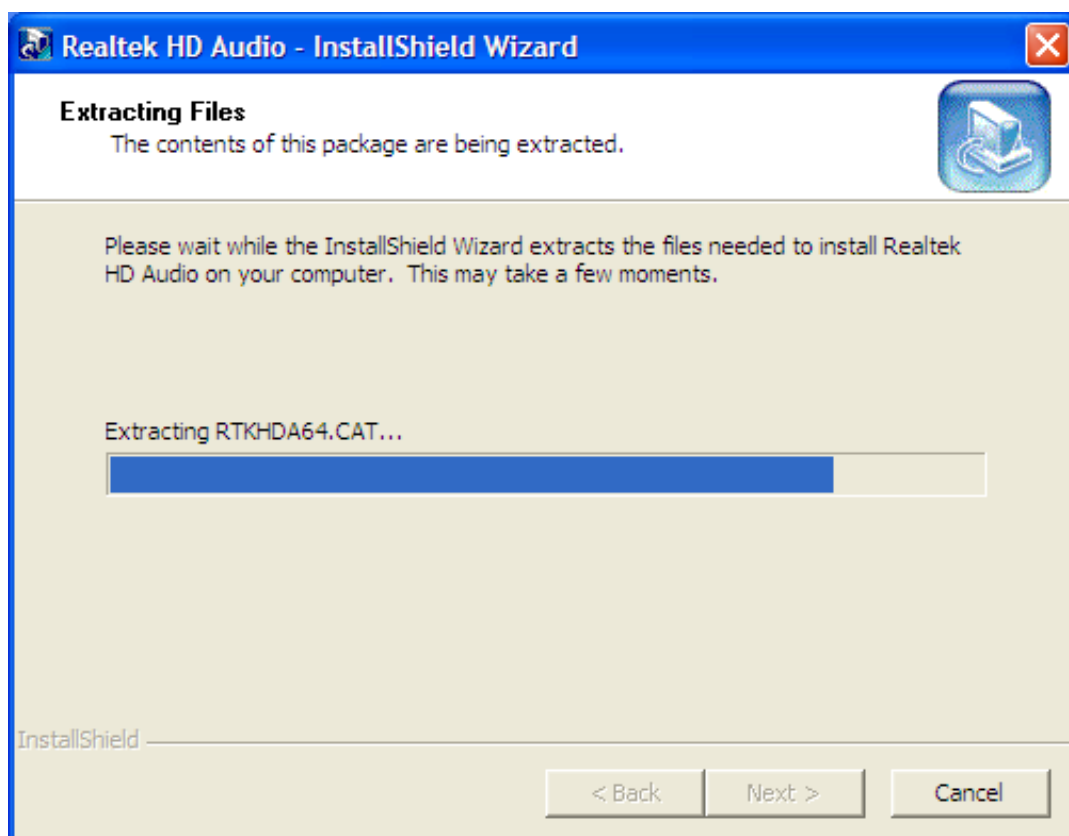 Realtek HD Audio - InstallShield Wizard
Extracting Files
The contents of this package are being extracted.
Please wait while the InstallShield Wizard extracts the files needed to install Realtek
HD Audio on your computer.  This may take a few moments.
Extracting RTKHDA64.CAT...
InstallShield
< Back
Next >
Cancel